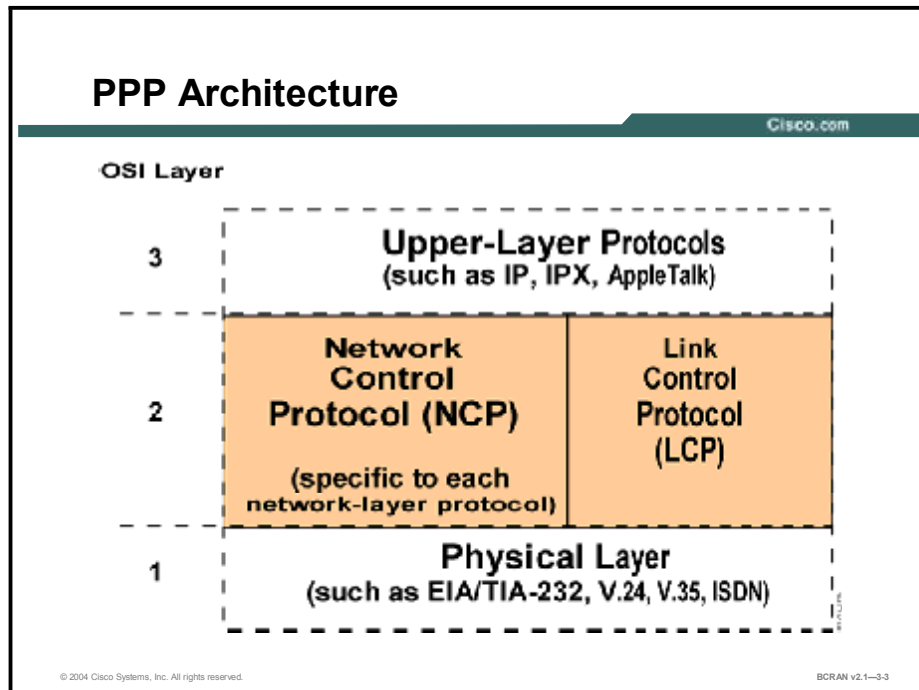 PPP Architecture
Cisco.com
OSI Layer
3
Upper-Layer Protocols
(such as IP, IPX, AppleTalk)
2
Network
Control
Protocol (NCP)
(specific to each
network-layer protocol)
Link
Control
Protocol
(LCP)
1
Physical Layer
(such as EIA/TIA-232, V.24, V.35, ISDN)
© 2004 Cisco Systems, Inc. All rights reserved.
BCRAN v2.1—3-3